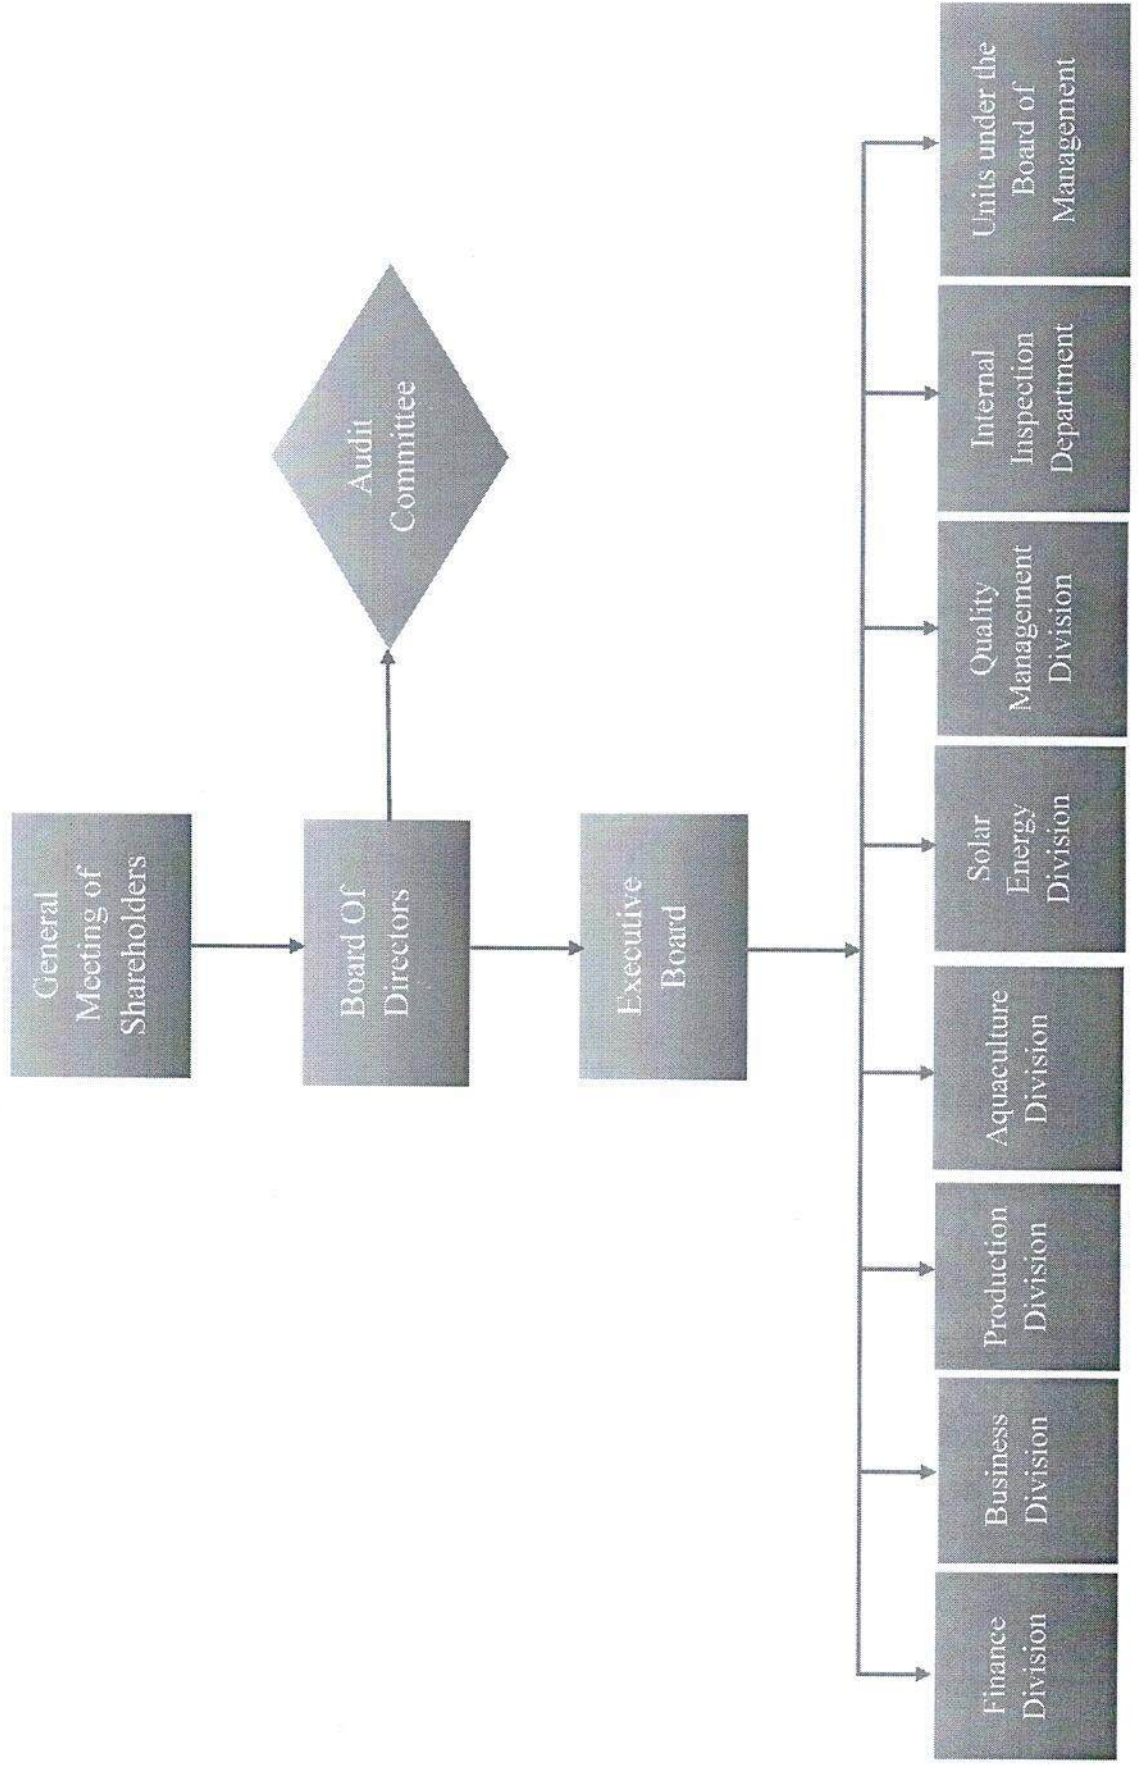 General
Meeting of
Shareholders
Board Of
Directors
Audit
Committee
Executive
Board
Finance
Division
Business
Division
Production
Division
Aquaculture
Division
Solar
Energy
Division
Quality
Management
Division
Internal
Inspection
Department
Units under the
Board of
Management